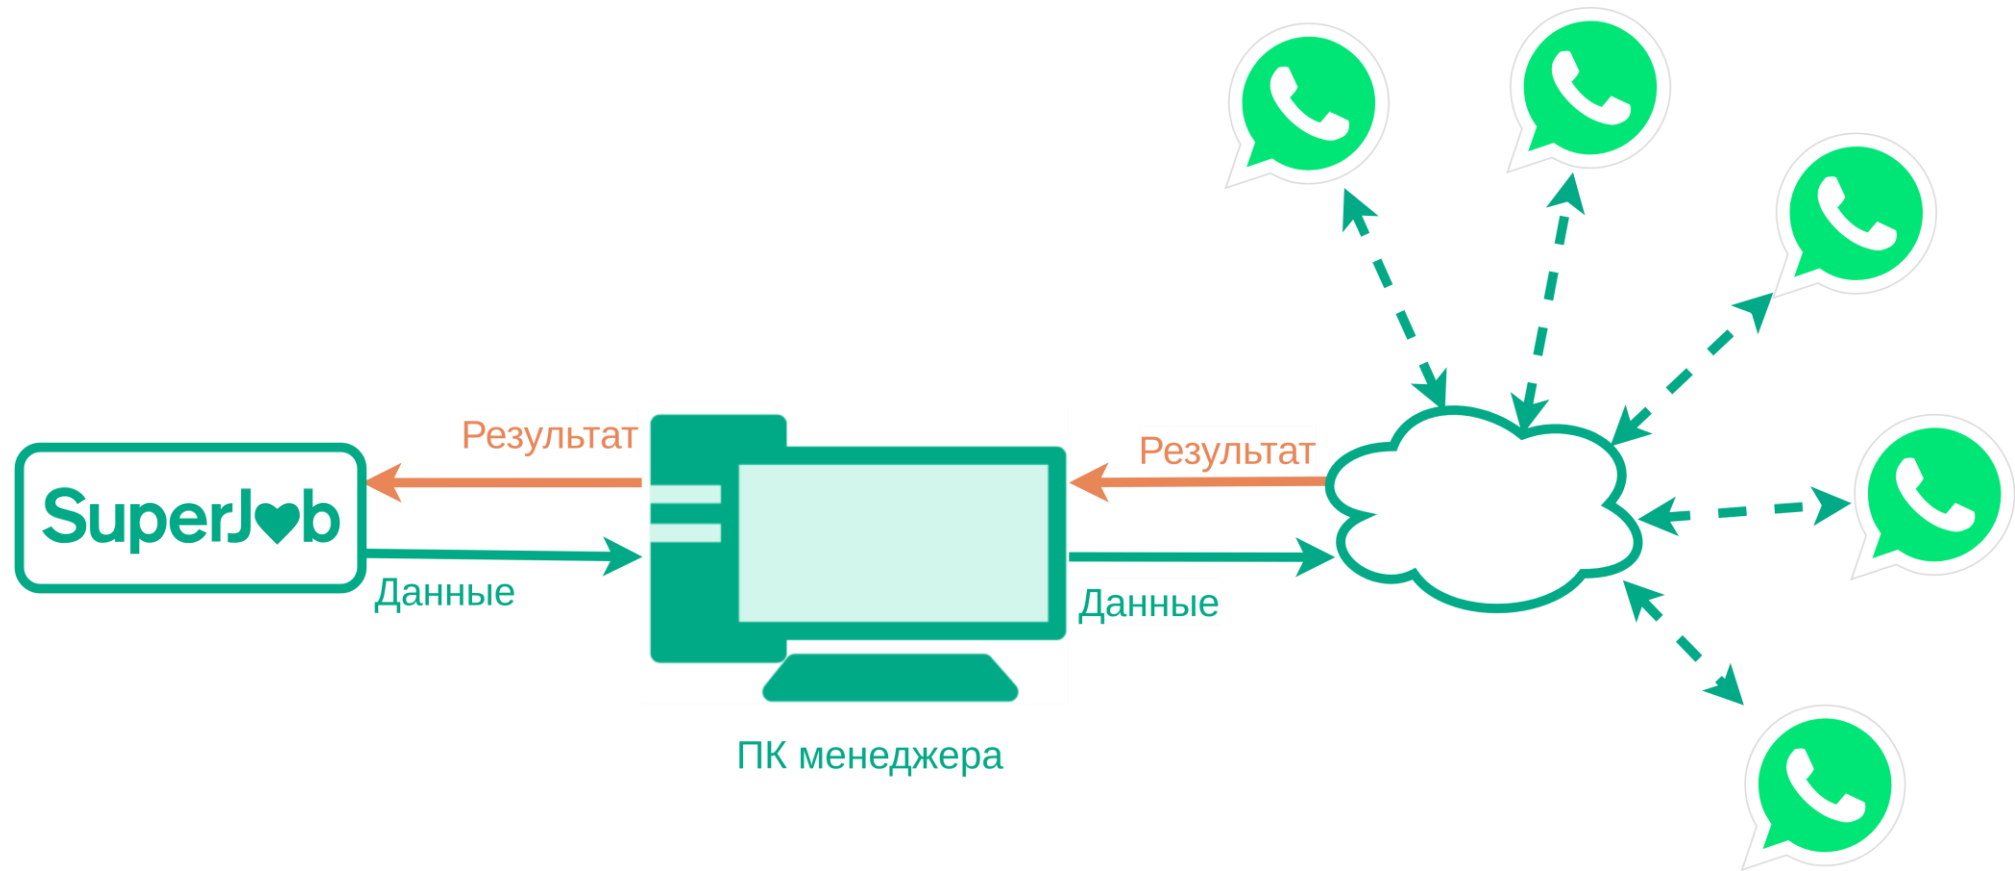 Результат
Результат
SuperJob
Данные
Данные
ПК менеджера